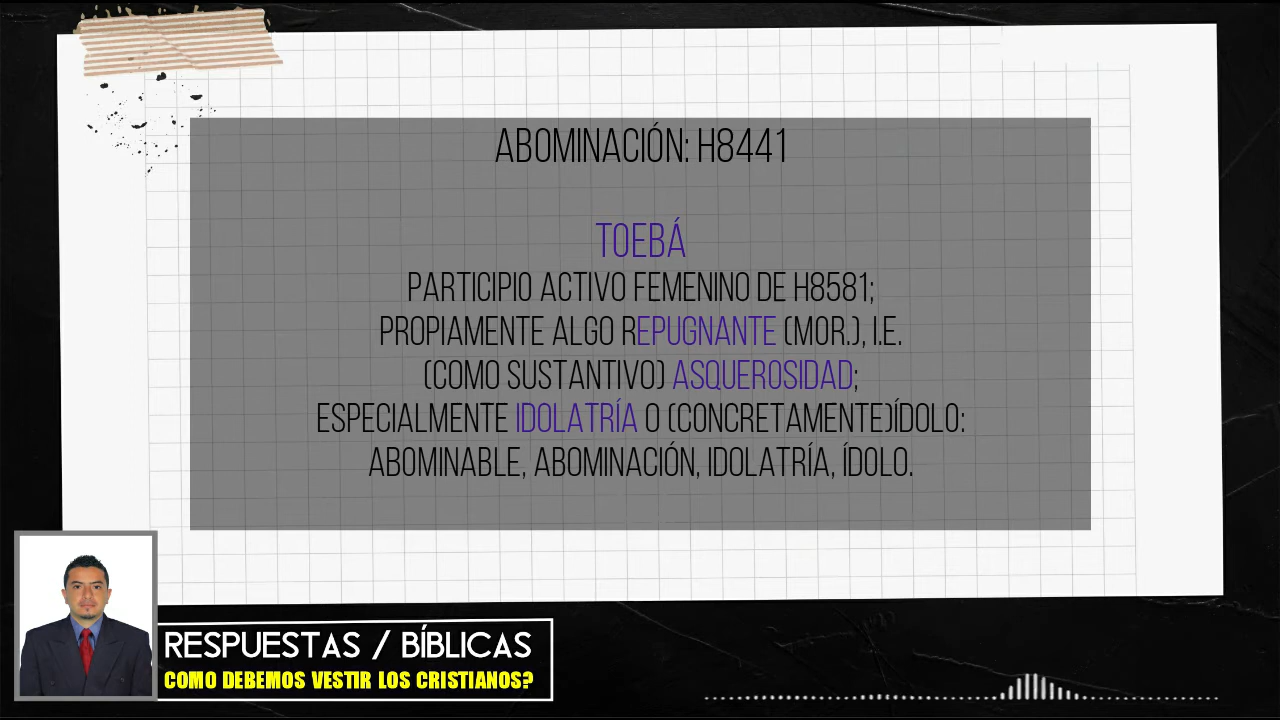 ABOMINACIÓN: H8441
TOEBÁ
PARTICIPIO ACTIVO FEMENINO DE H8581;
PROPIAMENTE ALGO REPUGNANTE (MOR.), I.E.
(COMO SUSTANTIVO) ASQUEROSIDAD;
ESPECIALMENTE IDOLATRÍA O (CONCRETAMENTE)ÍDOLO:
ABOMINABLE, ABOMINACIÓN, IDOLATRÍA, ÍDOLO.
RESPUESTAS / BÍBLICAS
COMO DEBEMOS VESTIR LOS CRISTIANOS?